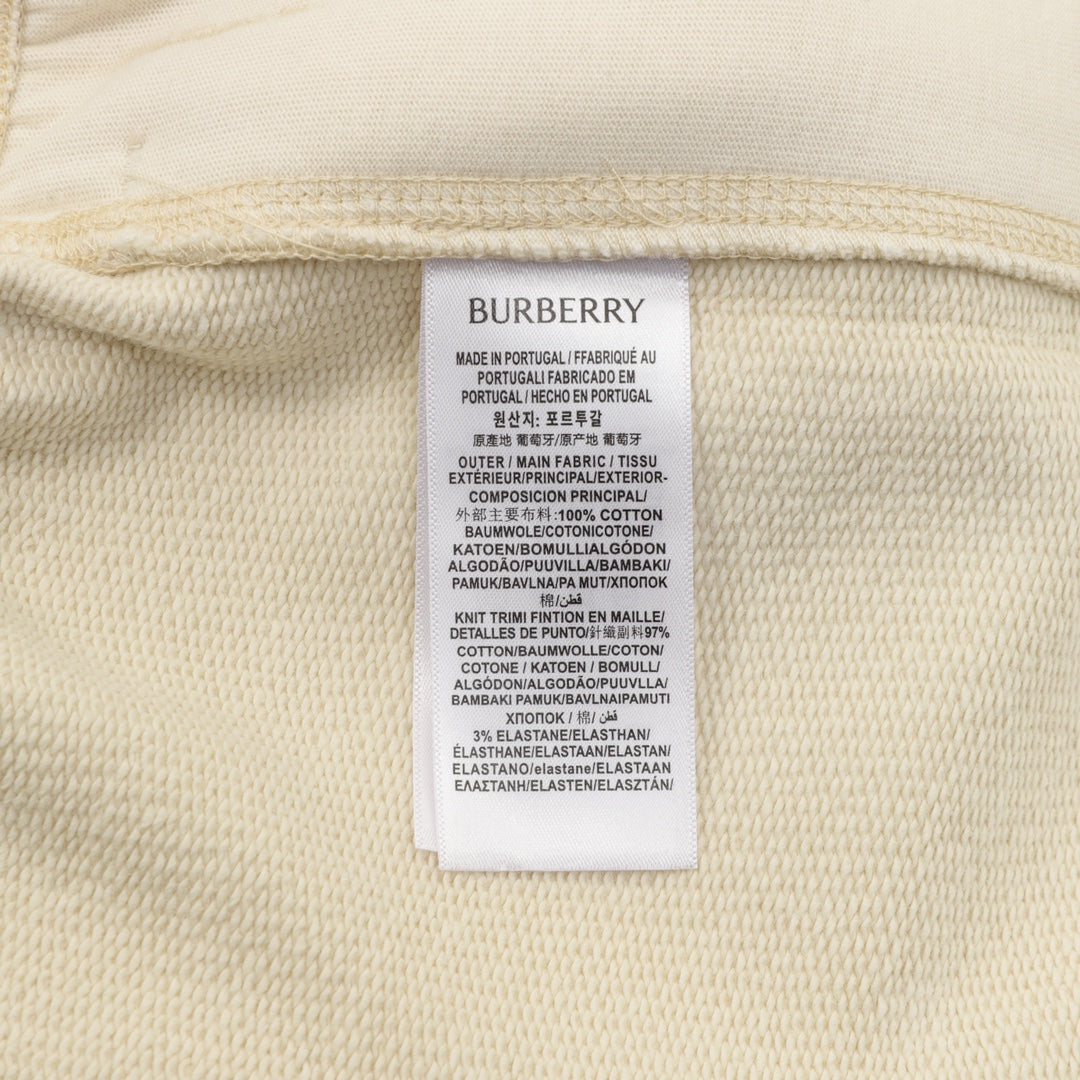 BURBERRY
MADE IN PORTUGAL / FFABRIQUÉ AU
PORTUGALI FABRICADO EM
PORTUGAL / HECHO EN PORTUGAL
원산지: 포르투갈
原產地 葡萄牙/原产地 葡萄牙
OUTER / MAIN FABRIC / TISSU
EXTÉRIEUR/PRINCIPAL/EXTERIOR-
COMPOSICION PRINCIPAL/
外部主要布料:100% COTTON
BAUMWOLE/COTONICOTONE/
KATOEN/BOMULLIALGÓDON
ALGODÃO/PUUVILLA/BAMBAKI/
PAMUK/BAVLNA/PA MUT/ХПОПОК
棉/قطن
KNIT TRIMI FINTION EN MAILLE/
DETALLES DE PUNTO/針織副料97%
COTTON/BAUMWOLLE/COTON/
COTONE / KATOEN / BOMULL/
ALGÓDON/ALGODÃO/PUUVLLA/
BAMBAKI PAMUK/BAVLNAIPAMUTI
ХПОПОК / 棉/ قطن
3% ELASTANE/ELASTHAN/
ÉLASTHANE/ELASTAAN/ELASTAN/
ELASTANO/elastane/ELASTAAN
ΕΛΑΣΤΑΝΗ/ELASTEN/ELASZTÁN/